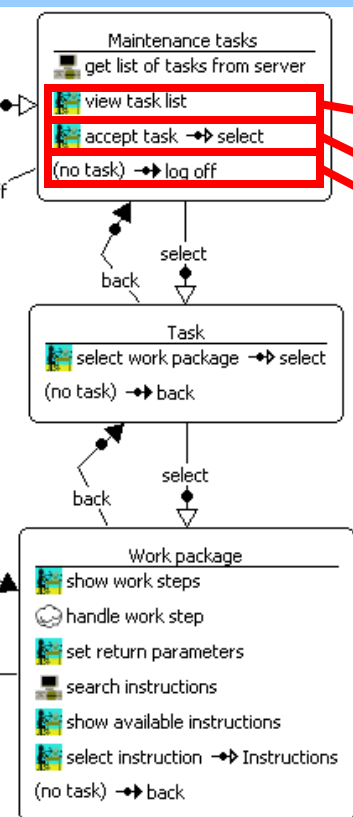 Maintenance tasks
get list of tasks from server
view task list
accept task select
(no task) log off
f
select
back
Task
select work package select
(no task) back
select
back
Work package
show work steps
handle work step
set return parameters
search instructions
show available instructions
select instruction Instructions
(no task) back